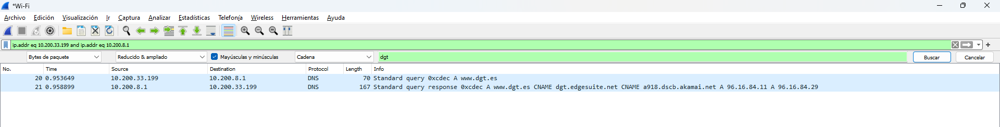 *Wi-Fi
Archivo Edición Visualización Ir Captura Analizar Estadísticas Telefonía Wireless Herramientas Ayuda
ip.addr eq 10.200.33.199 and ip.addr eq 10.200.8.1
Bytes de paquete Reducido & ampliado Mayúsculas y minúsculas Cadena dgt Buscar Cancelar
No. Time Source Destination Protocol Length Info
20 0.953649 10.200.33.199 10.200.8.1 DNS 70 Standard query 0xcdec A www.dgt.es
21 0.958899 10.200.8.1 10.200.33.199 DNS 167 Standard query response 0xcdec A www.dgt.es CNAME dgt.edgesuite.net CNAME a918.dscb.akamai.net A 96.16.84.11 A 96.16.84.29